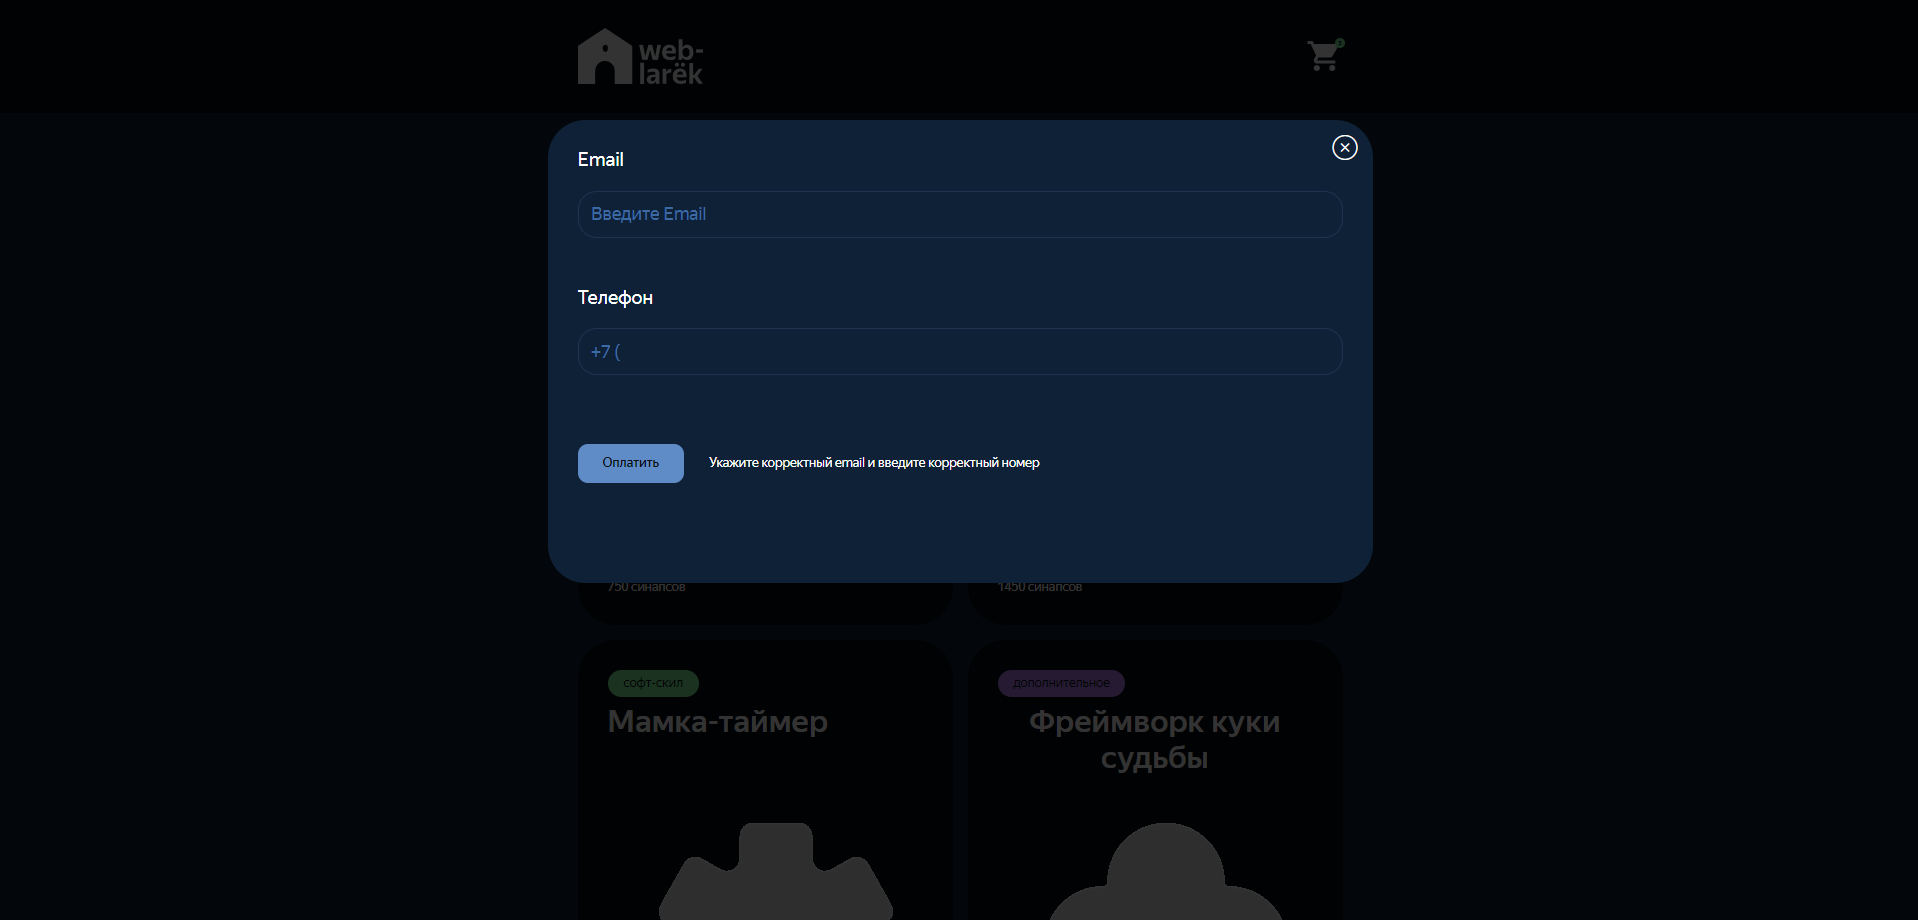 web-
larёk
Email
Введите Email
Телефон
+7 (
Оплатить
Укажите корректный email и введите корректный номер
750 синапсов
1450 синапсов
софт-скил
дополнительное
Мамка-таймер
Фреймворк куки
судьбы